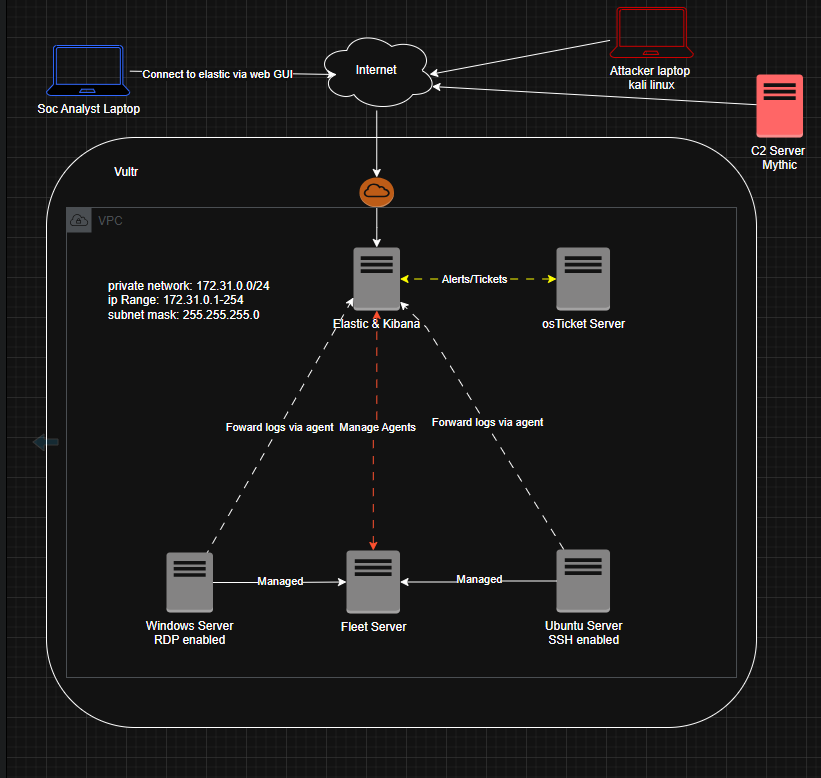 Attacker laptop
kali linux
Internet
Connect to elastic via web GUI
Soc Analyst Laptop
C2 Server
Mythic
Vultr
VPC
private network: 172.31.0.0/24
ip Range: 172.31.0.1-254
subnet mask: 255.255.255.0
Alerts/Tickets
Elastic & Kibana
osTicket Server
Foward logs via agent
Manage Agents
Forward logs via agent
Managed
Managed
Windows Server
RDP enabled
Fleet Server
Ubuntu Server
SSH enabled